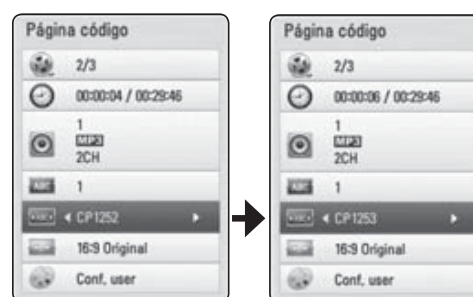 Página código
2/3
00:00:04 / 00:29:46
1
MP3
2CH
ABC 1
CP1252
16:9 Original
Conf. user
Página código
2/3
00:00:06 / 00:29:46
1
MP3
2CH
ABC 1
CP1253
16:9 Original
Conf. user